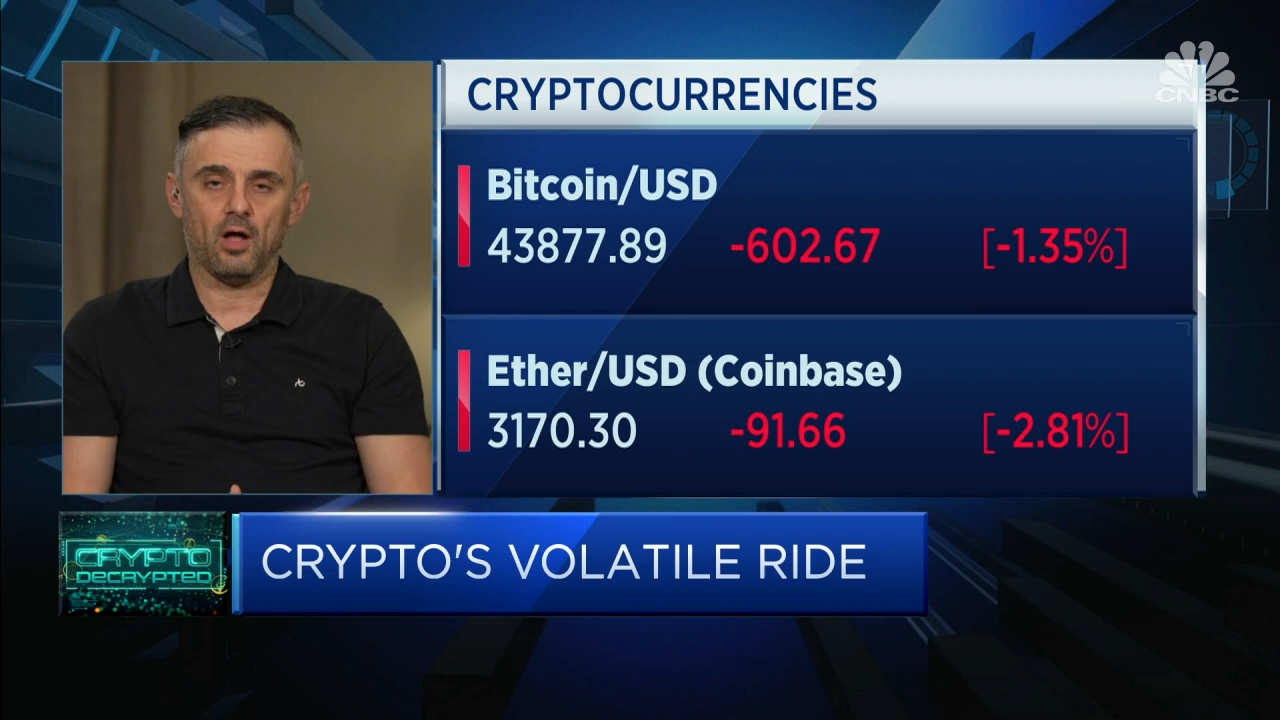 CNBC
CRYPTOCURRENCIES
Bitcoin/USD
43877.89 -602.67 [-1.35%]
Ether/USD (Coinbase)
3170.30 -91.66 [-2.81%]
CRYPTO
DECRYPTED
CRYPTO'S VOLATILE RIDE